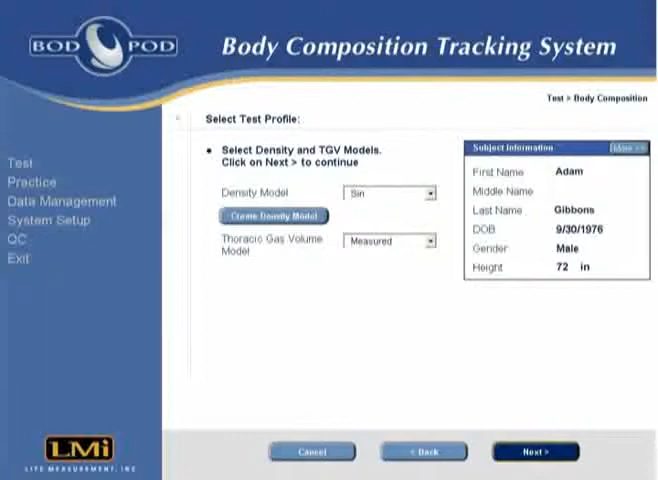 BOD POD
Body Composition Tracking System
Test > Body Composition
Select Test Profile:
Test
Practice
Data Management
System Setup
QC
Exit
• Select Density and TGV Models.
Click on Next > to continue
Density Model Siri
Create Density Model
Thoracic Gas Volume Measured
Model
Subject Information More >>
First Name Adam
Middle Name
Last Name Gibbons
DOB 9/30/1976
Gender Male
Height 72 in
LMi
LIFE MEASUREMENT, INC
Cancel
< Back
Next >